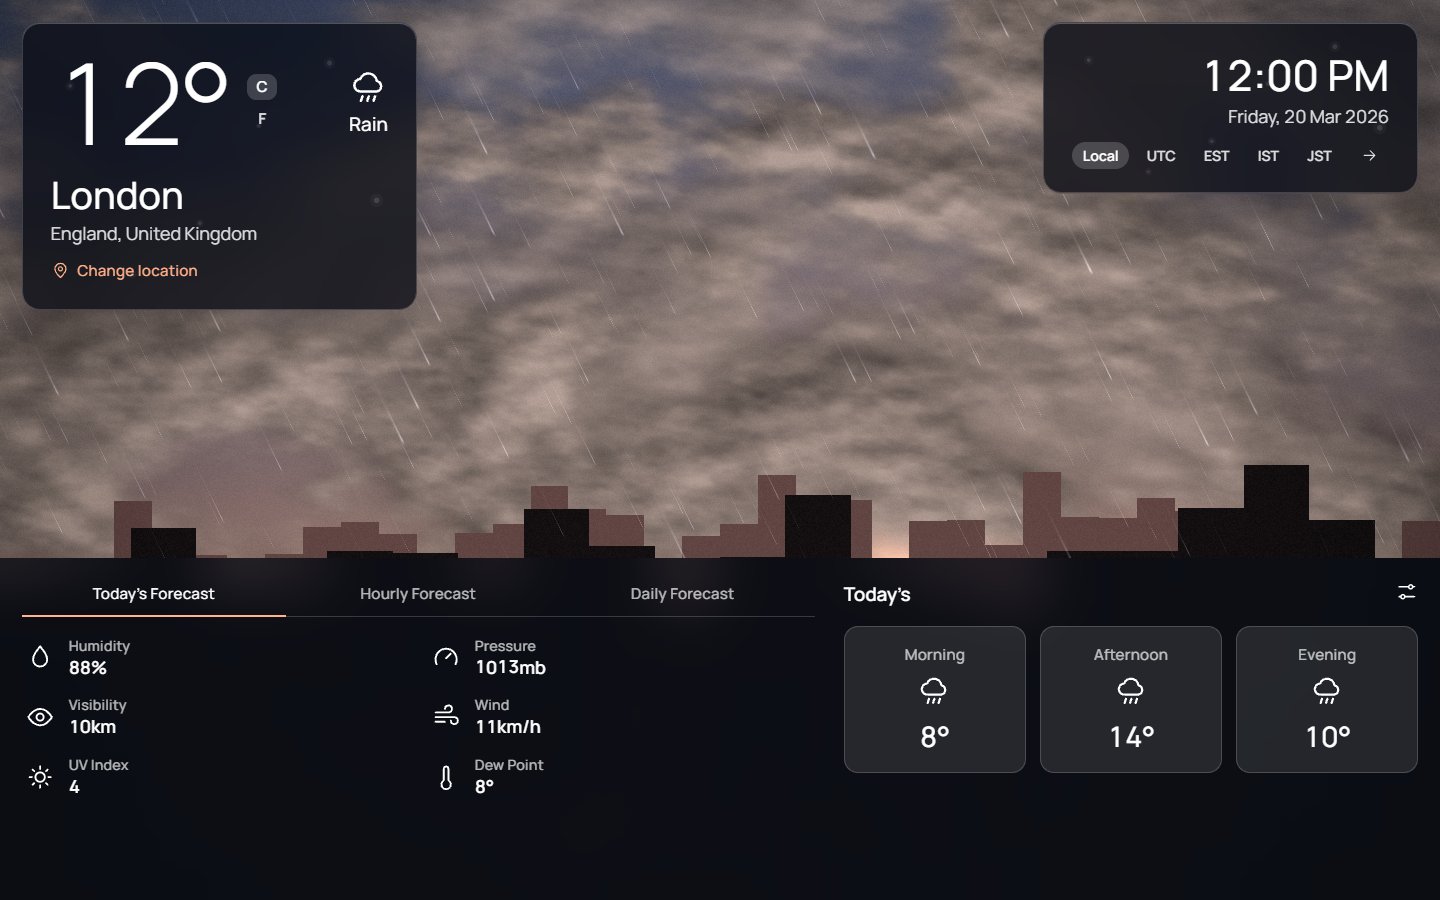 12°
C
F
Rain
London
England, United Kingdom
Change location
12:00 PM
Friday, 20 Mar 2026
Local UTC EST IST JST
Today's Forecast
Hourly Forecast
Daily Forecast
Humidity
88%
Pressure
1013mb
Visibility
10km
Wind
11km/h
UV Index
4
Dew Point
8°
Today's
Morning
8°
Afternoon
14°
Evening
10°